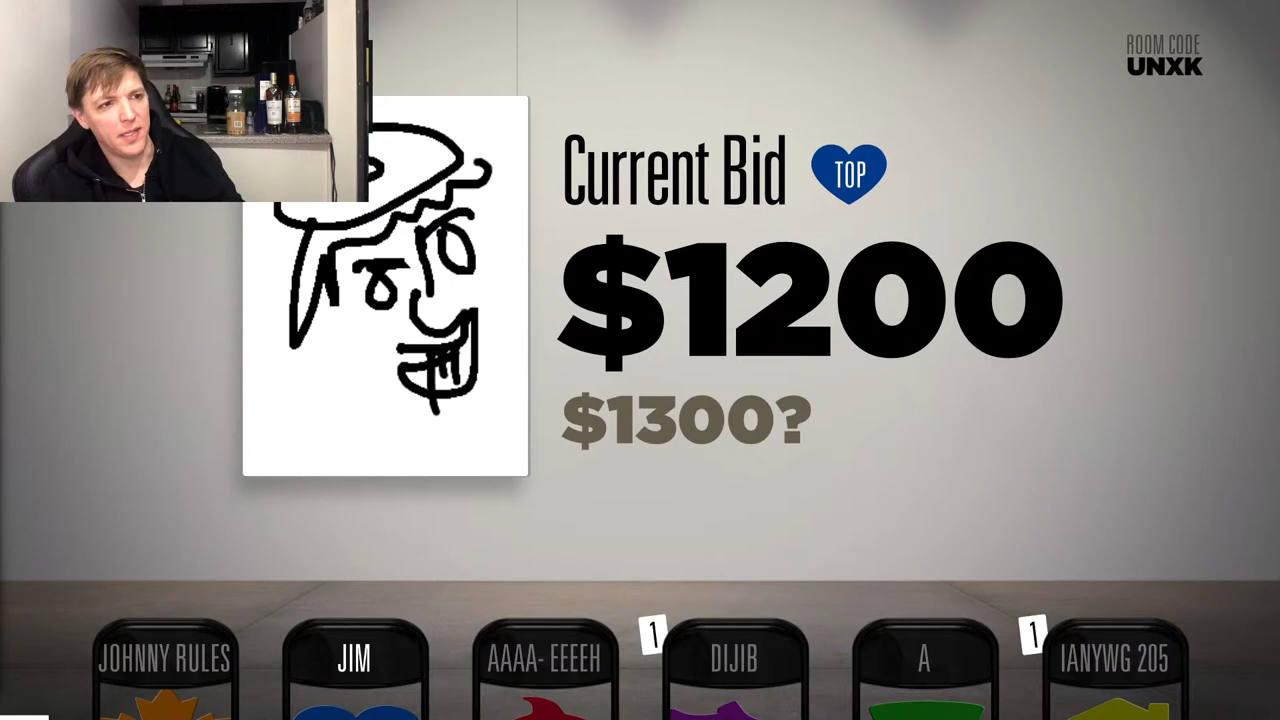 ROOM CODE
UNXK
Current Bid
TOP
$1200
$1300?
1
1
JOHNNY RULES
JIM
AAAA- EEEEH
DIJIB
A
IANYWG 205